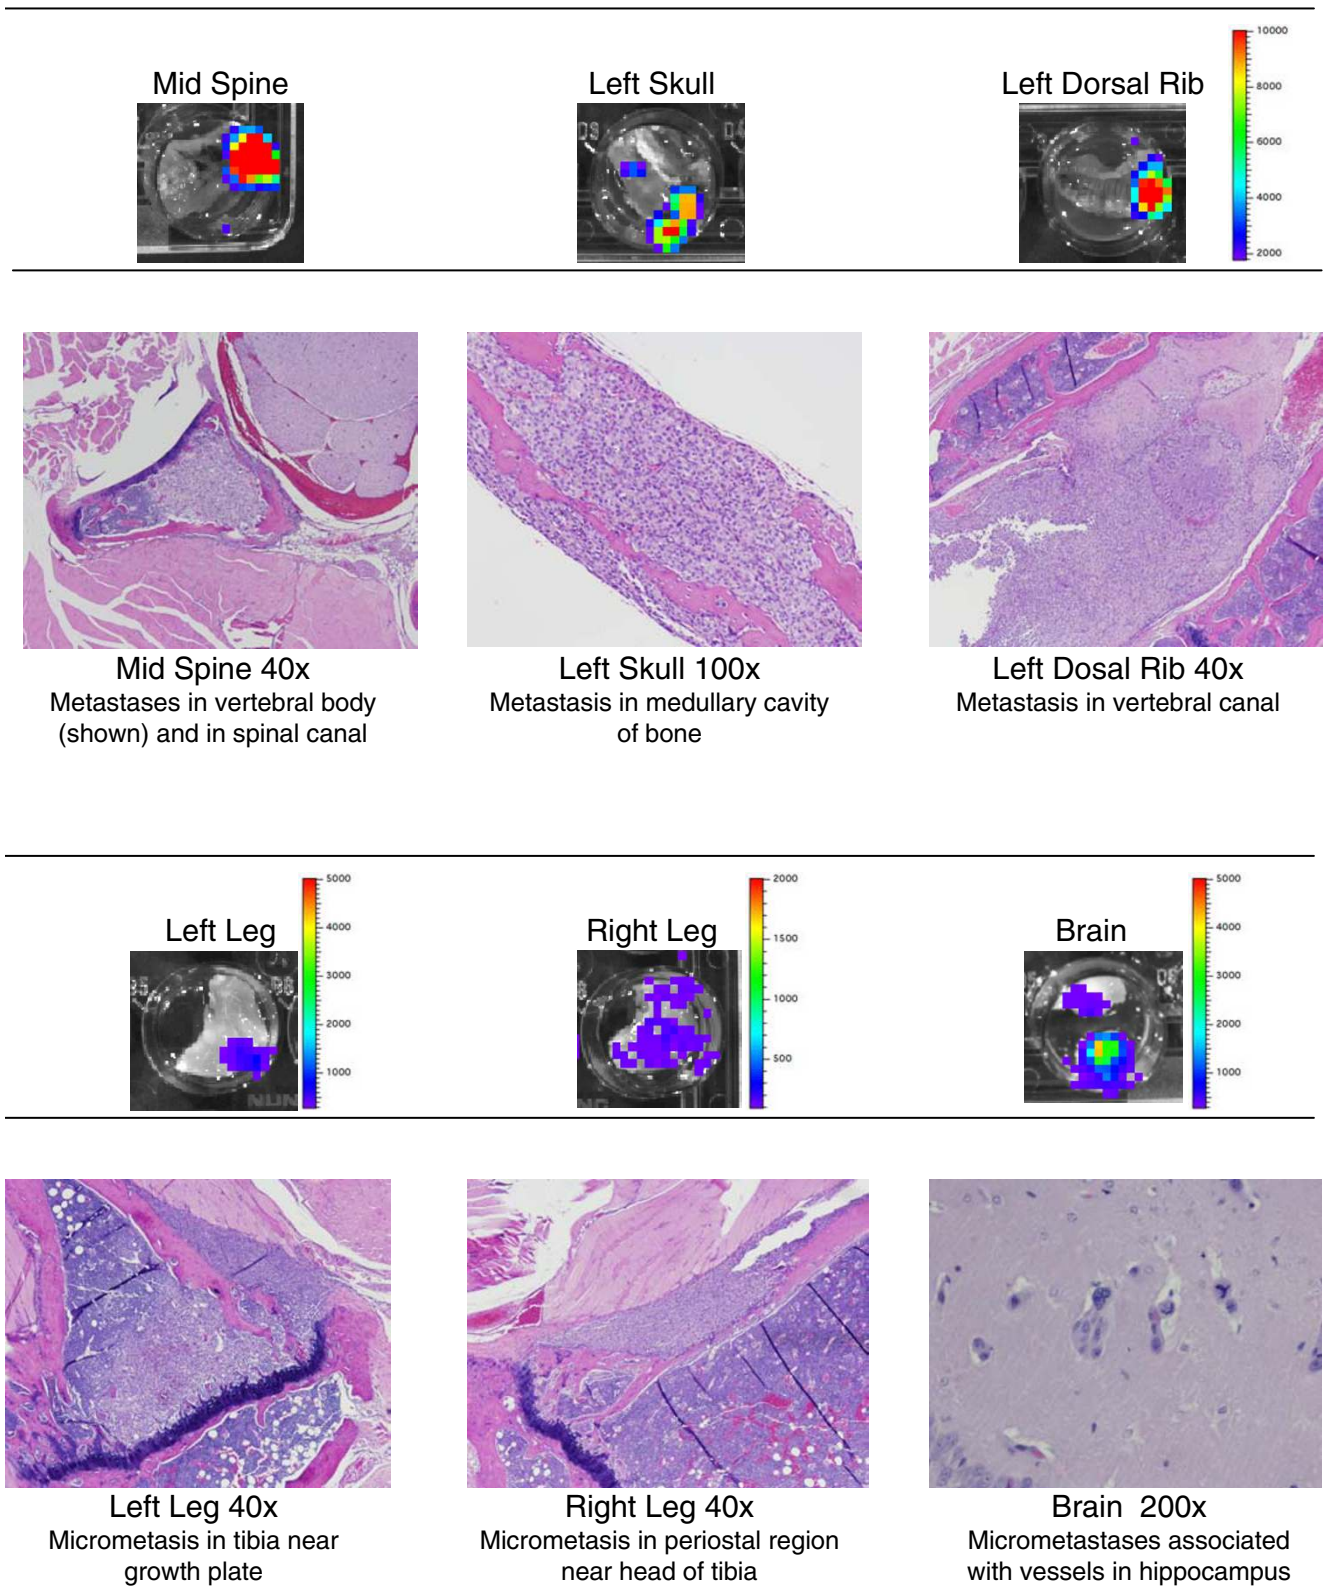 Mid Spine
Left Skull
Left Dorsal Rib
10000
8000
6000
4000
2000
Mid Spine 40x
Metastases in vertebral body
(shown) and in spinal canal
Left Skull 100x
Metastasis in medullary cavity
of bone
Left Dosal Rib 40x
Metastasis in vertebral canal
Left Leg
5000
4000
3000
2000
1000
Right Leg
2000
1500
1000
500
Brain
5000
4000
3000
2000
1000
Left Leg 40x
Micrometasis in tibia near
growth plate
Right Leg 40x
Micrometasis in periostal region
near head of tibia
Brain 200x
Micrometastases associated
with vessels in hippocampus